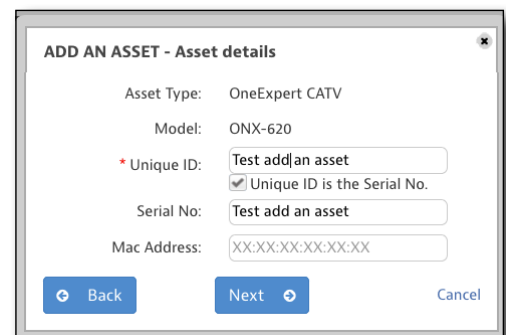 ADD AN ASSET - Asset details
Asset Type: OneExpert CATV
Model: ONX-620
* Unique ID: Test add an asset
Unique ID is the Serial No.
Serial No: Test add an asset
Mac Address: XX:XX:XX:XX:XX:XX
Back Next Cancel